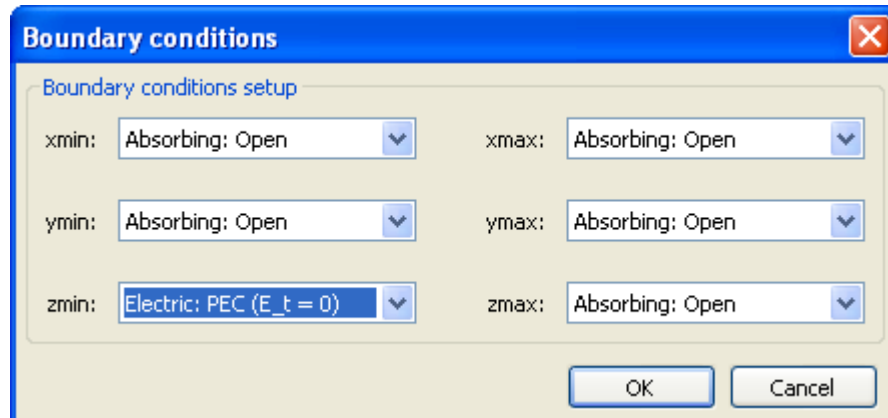 Boundary conditions
Boundary conditions setup
xmin: Absorbing: Open xmax: Absorbing: Open
ymin: Absorbing: Open ymax: Absorbing: Open
zmin: Electric: PEC (E_t = 0) zmax: Absorbing: Open
OK Cancel